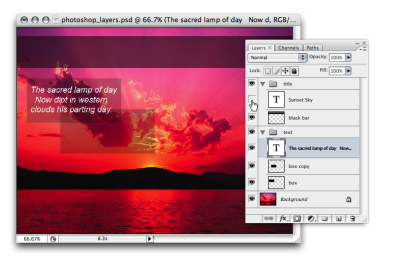 photoshop_layers.psd @ 66.7% (The sacred lamp of day Now d, RGB/...
The sacred lamp of day
Now dipt in western
clouds his parting day.
66.67%
Layers × Channels Paths
Normal Opacity: 100%
Lock: Fill: 100%
title
T Sunset Sky
black bar
text
T The sacred lamp of day Now...
box copy
box
Background